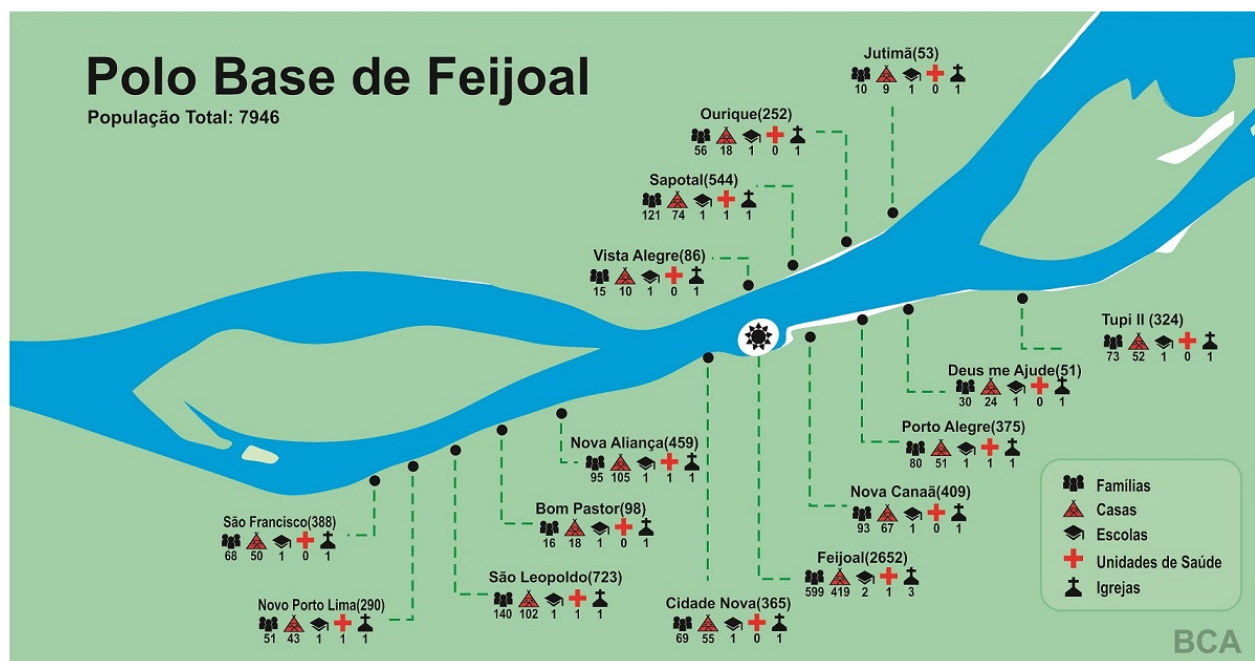 Polo Base de Feijoal
População Total: 7946
Jutimã(53)
10 9 1 0 1
Ourique(252)
56 18 1 0 1
Sapotal(544)
121 74 1 1 1
Vista Alegre(86)
15 10 1 0 1
Tupi II (324)
73 52 1 0 1
Deus me Ajude(51)
30 24 1 0 1
Porto Alegre(375)
80 51 1 1 1
Nova Aliança(459)
95 105 1 1 1
Nova Canaã(409)
93 67 1 0 1
Bom Pastor(98)
16 18 1 0 1
São Francisco(388)
68 50 1 0 1
Feijoal(2652)
599 419 2 1 3
São Leopoldo(723)
140 102 1 1 1
Novo Porto Lima(290)
51 43 1 1 1
Cidade Nova(365)
69 55 1 0 1
Famílias
Casas
Escolas
Unidades de Saúde
Igrejas
BCA